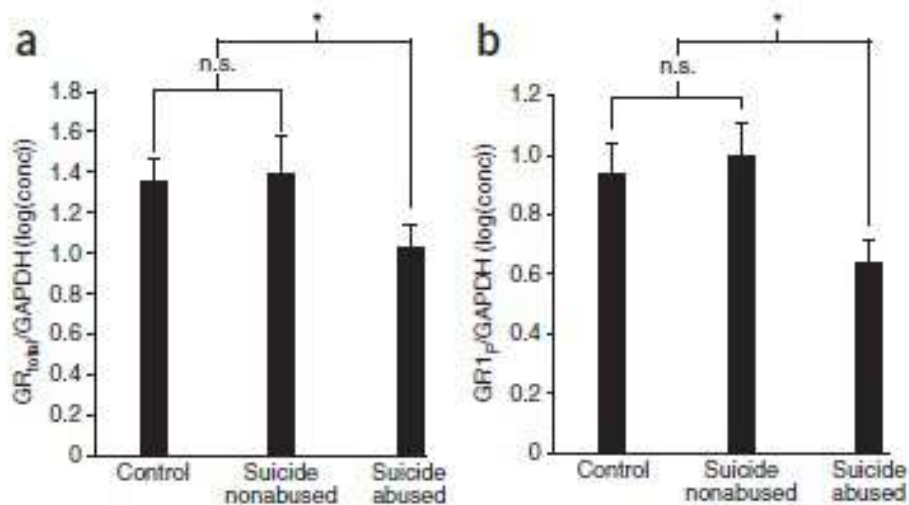 a
*
n.s.
GR_total/GAPDH (log(conc))
1.8
1.6
1.4
1.2
1.0
0.8
0.6
0.4
0.2
0
Control
Suicide
nonabused
Suicide
abused
b
*
n.s.
GR1_F/GAPDH (log(conc))
1.2
1.0
0.8
0.6
0.4
0.2
0
Control
Suicide
nonabused
Suicide
abused